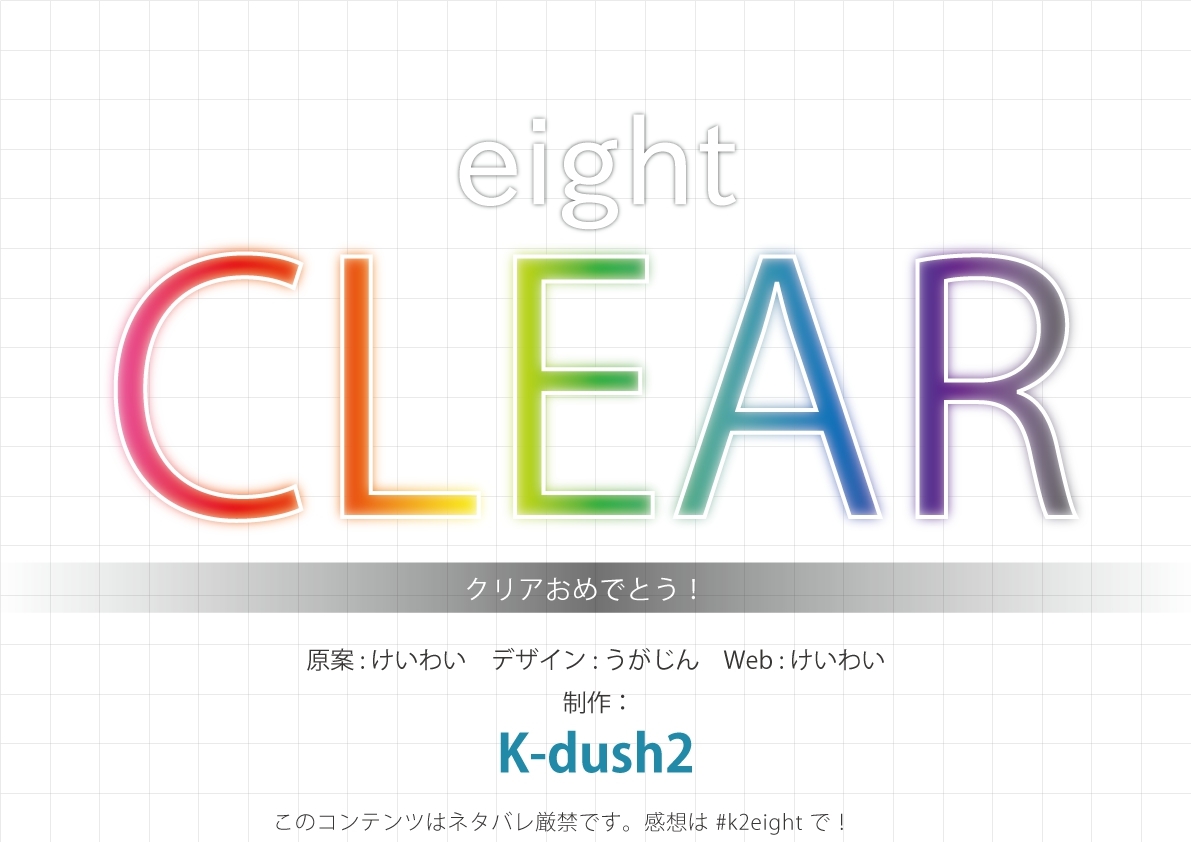 eight
CLEAR
クリアおめでとう！
原案 : けいわい　デザイン : うがじん　Web : けいわい
制作：
K-dush2
このコンテンツはネタバレ厳禁です。感想は #k2eight で！